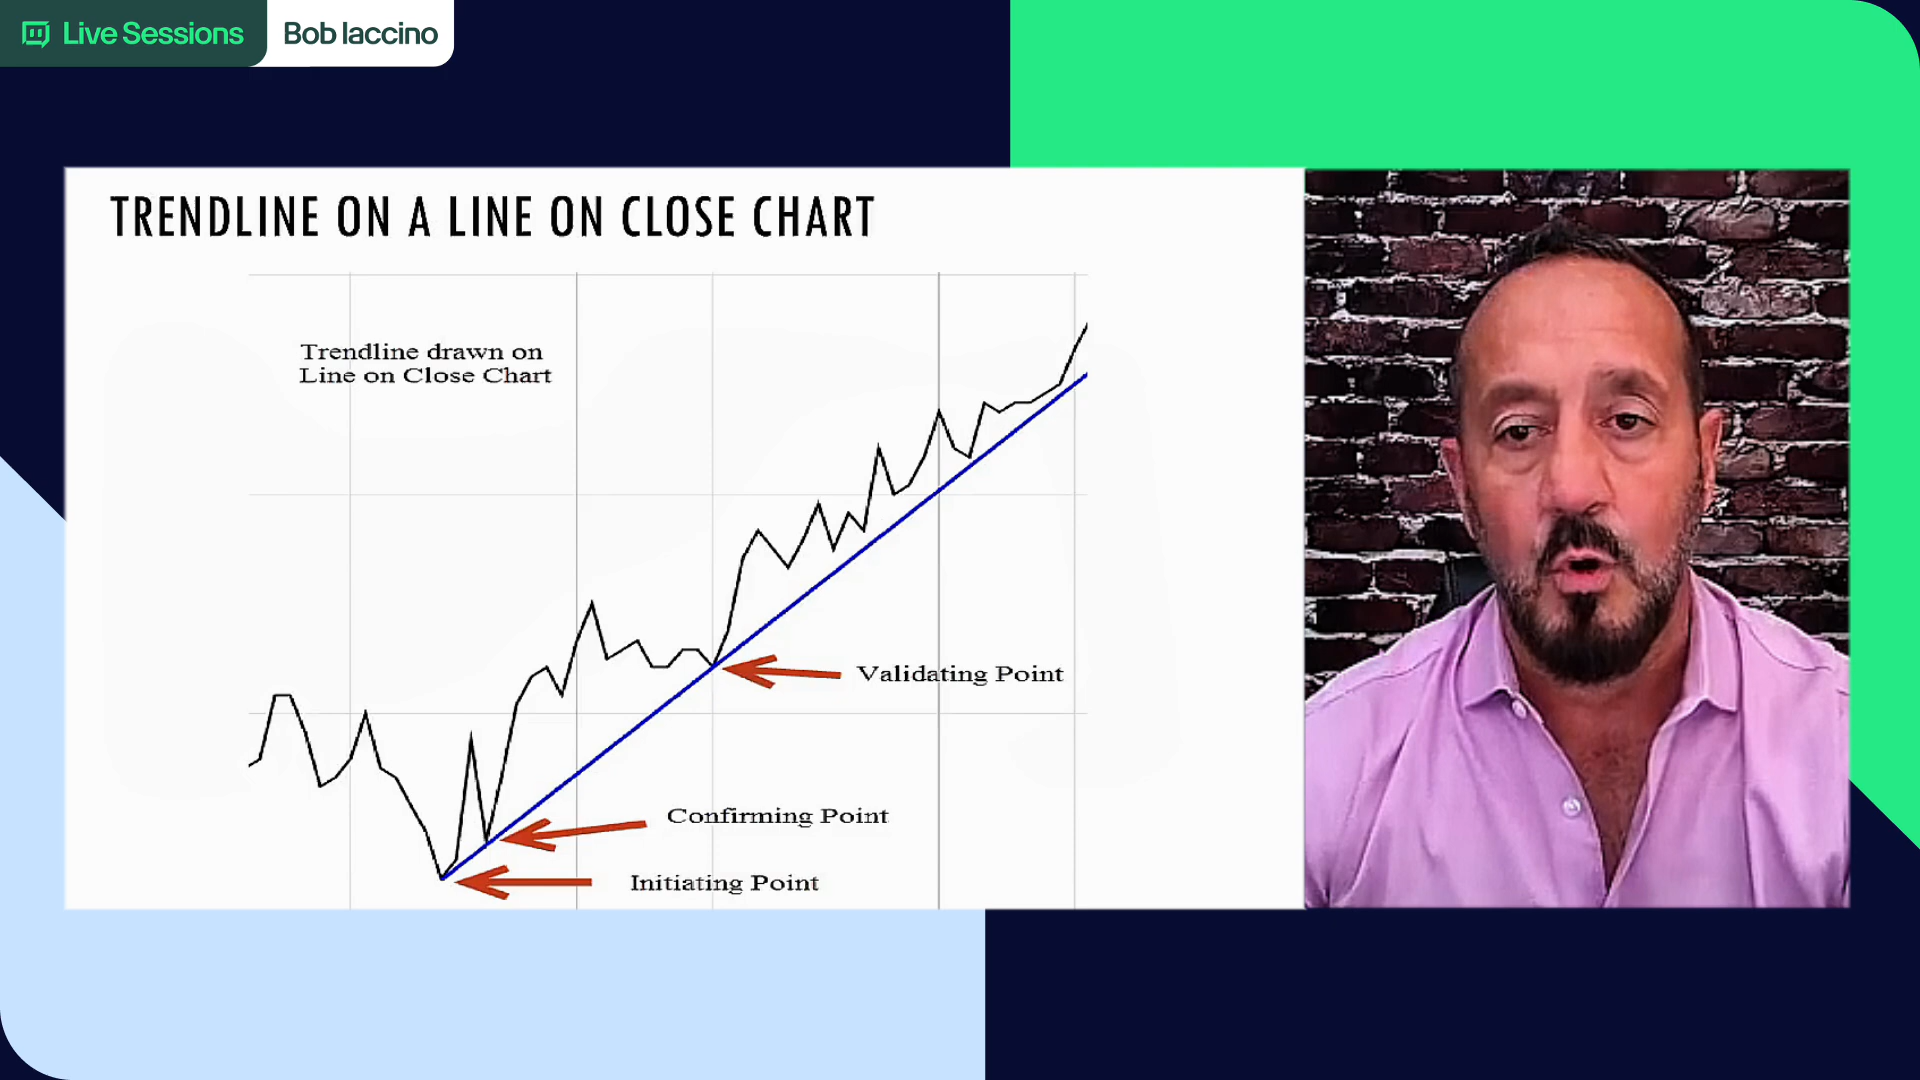 Live Sessions
Bob Iaccino
TRENDLINE ON A LINE ON CLOSE CHART
Trendline drawn on
Line on Close Chart
Validating Point
Confirming Point
Initiating Point